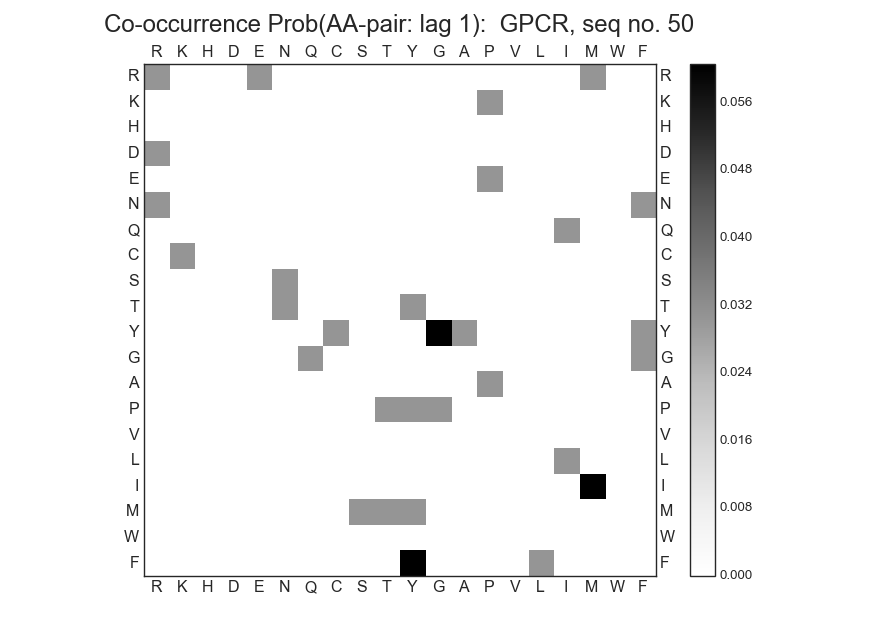 Co-occurrence Prob(AA-pair: lag 1):  GPCR, seq no. 50
R K H D E N Q C S T Y G A P V L I M W F
R R
K K
H H
D D
E E
N N
Q Q
C C
S S
T T
Y Y
G G
A A
P P
V V
L L
I I
M M
W W
F F
R K H D E N Q C S T Y G A P V L I M W F
0.056
0.048
0.040
0.032
0.024
0.016
0.008
0.000